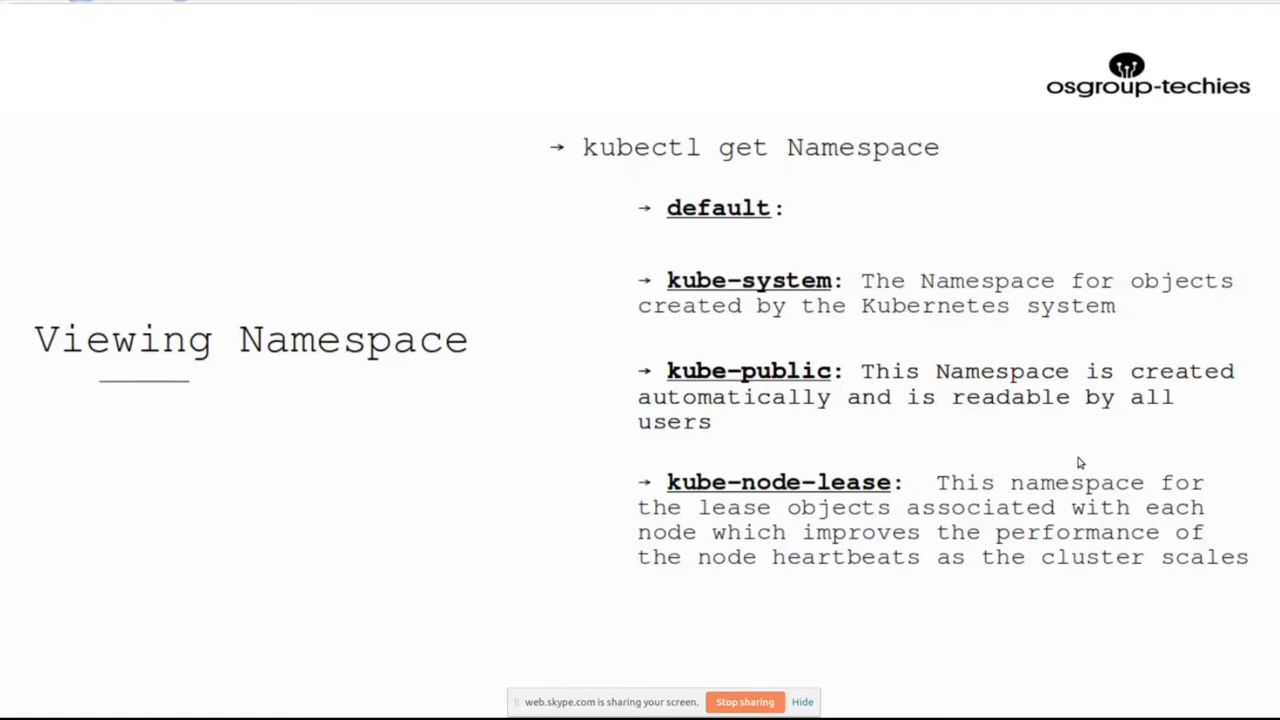 osgroup-techies
→ kubectl get Namespace
→ default:
→ kube-system: The Namespace for objects
created by the Kubernetes system
Viewing Namespace
→ kube-public: This Namespace is created
automatically and is readable by all
users
→ kube-node-lease: This namespace for
the lease objects associated with each
node which improves the performance of
the node heartbeats as the cluster scales
web.skype.com is sharing your screen.
Stop sharing
Hide